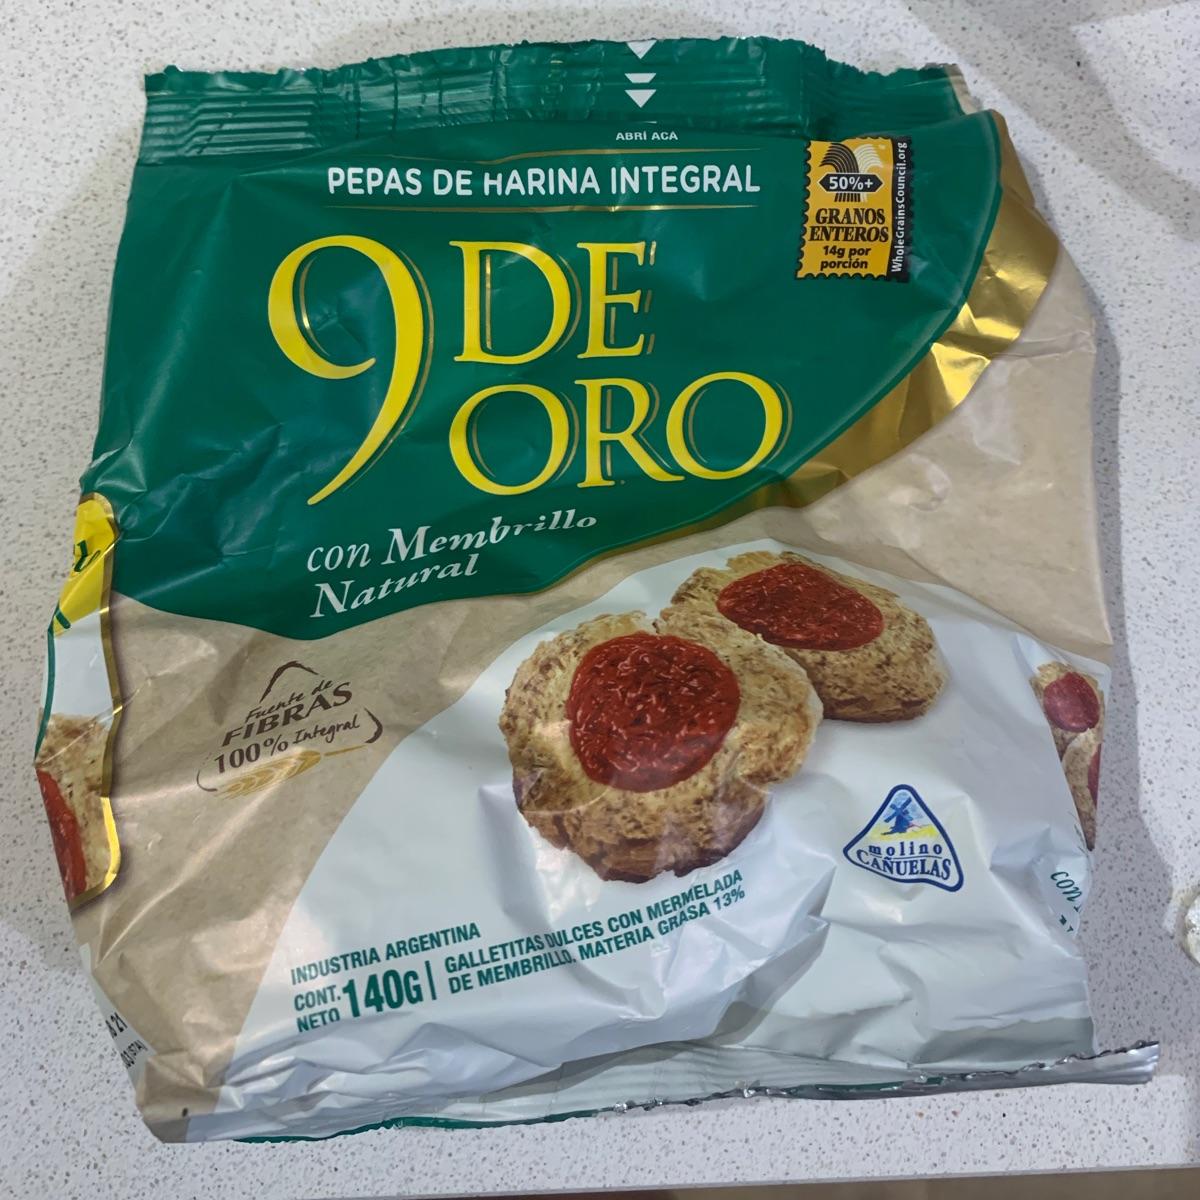 ABRÍ ACÁ
PEPAS DE HARINA INTEGRAL
50%+
GRANOS
ENTEROS
14g por
porción
WholeGrainsCouncil.org
9 DE
ORO
con Membrillo
Natural
Fuente de
FIBRAS
100% Integral
molino
CAÑUELAS
INDUSTRIA ARGENTINA
CONT.
NETO
140G
GALLETITAS DULCES CON MERMELADA
DE MEMBRILLO. MATERIA GRASA 13%